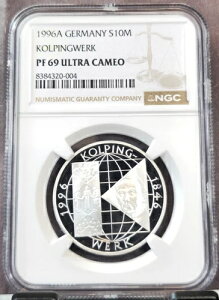 1996A GERMANY S10M
KOLPINGWERK
PF 69 ULTRA CAMEO
8384320-004
NGC
NUMISMATIC GUARANTY COMPANY
KOLPING-
1996
1846
WERK